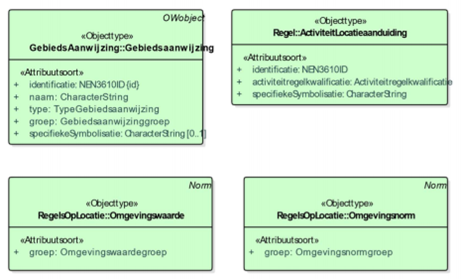 OWobject
«Objecttype»
GebiedsAanwijzing::Gebiedsaanwijzing
«Attribuutsoort»
+ identificatie: NEN3610ID {id}
+ naam: CharacterString
+ type: TypeGebiedsaanwijzing
+ groep: Gebiedsaanwijzinggroep
+ specifiekeSymbolisatie: CharacterString [0..1]
«Objecttype»
Regel::ActiviteitLocatieaanduiding
«Attribuutsoort»
+ identificatie: NEN3610ID
+ activiteitregelkwalificatie: Activiteitregelkwalificatie
+ specifiekeSymbolisatie: CharacterString
Norm
«Objecttype»
RegelsOpLocatie::Omgevingswaarde
«Attribuutsoort»
+ groep: Omgevingswaardegroep
Norm
«Objecttype»
RegelsOpLocatie::Omgevingsnorm
«Attribuutsoort»
+ groep: Omgevingsnormgroep